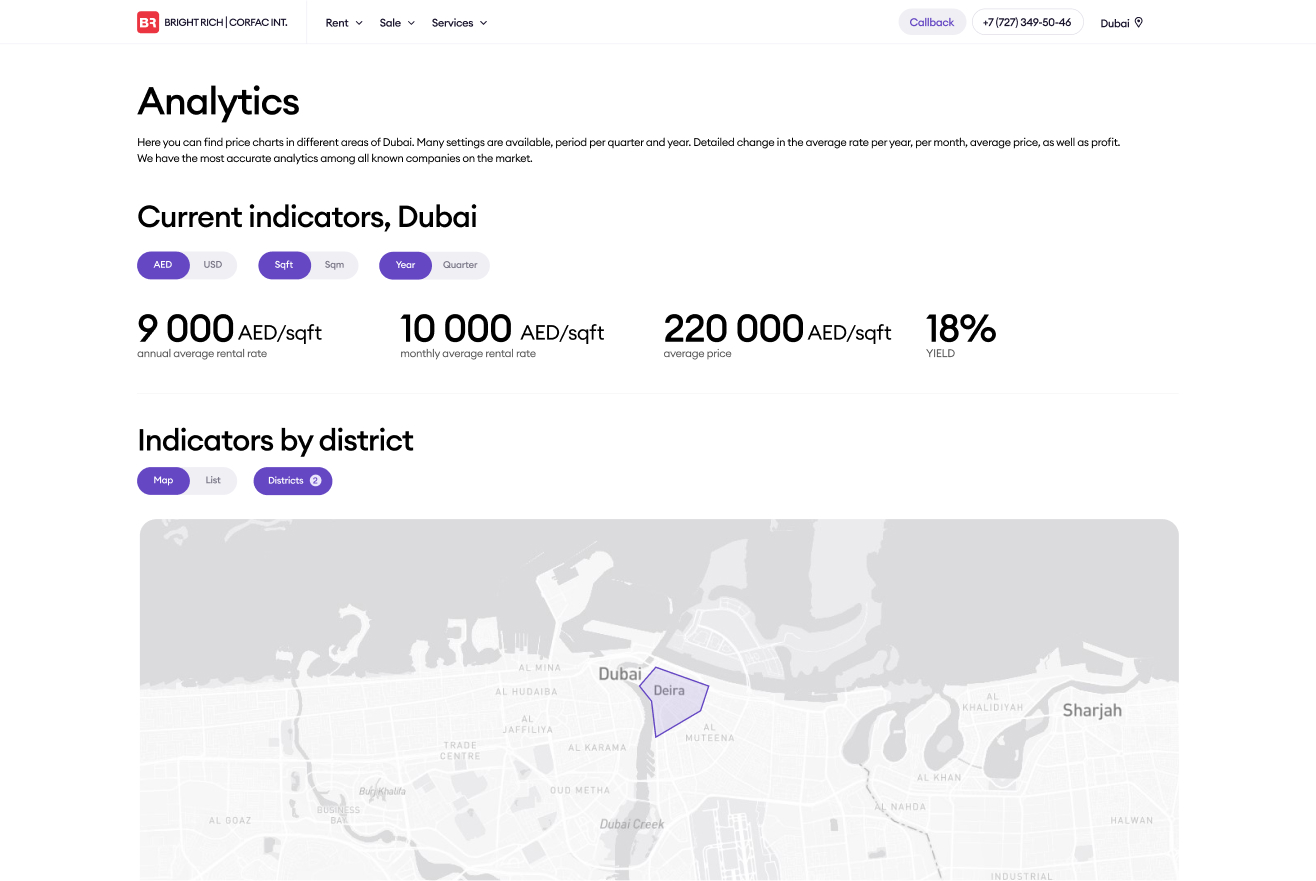 BR BRIGHT RICH | CORFAC INT.
Rent Sale Services
Callback +7 (727) 349-50-46 Dubai
Analytics
Here you can find price charts in different areas of Dubai. Many settings are available, period per quarter and year. Detailed change in the average rate per year, per month, average price, as well as profit.
We have the most accurate analytics among all known companies on the market.
Current indicators, Dubai
AED USD Sqft Sqm Year Quarter
9 000 AED/sqft
annual average rental rate
10 000 AED/sqft
monthly average rental rate
220 000 AED/sqft
average price
18%
YIELD
Indicators by district
Map List Districts 2
AL MINA
Dubai
Deira
AL HUDAIBA
AL
KHALIDIYAH
Sharjah
AL
JAFFILIYA
AL
MUTEENA
TRADE
CENTRE
AL KARAMA
AL KHAN
Burj Khalifa
OUD METHA
BUSINESS
BAY
AL NAHDA
AL GOAZ
Dubai Creek
HALWAN
INDUSTRIAL